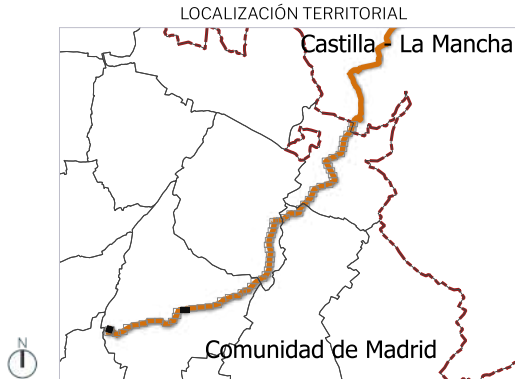 LOCALIZACIÓN TERRITORIAL
Castilla - La Mancha
Comunidad de Madrid
N